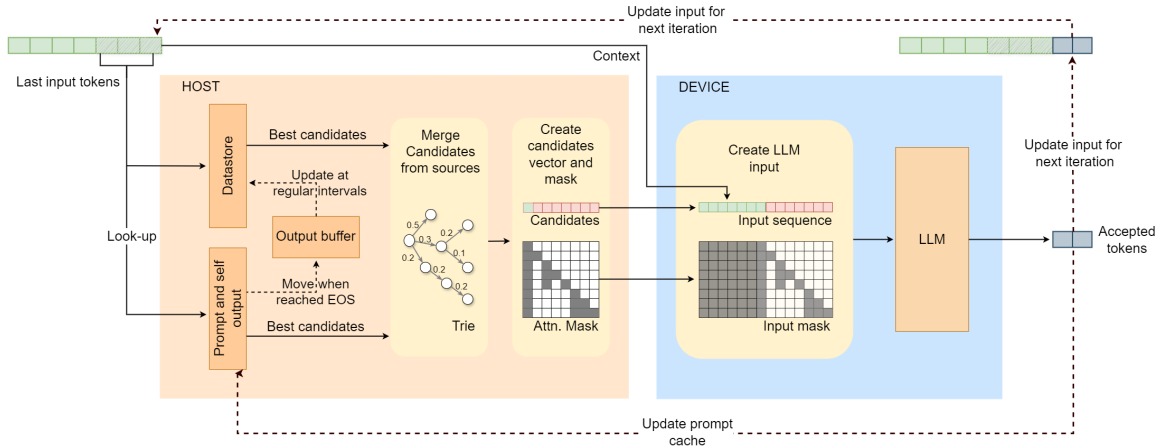 Update input for
next iteration
Context
Last input tokens
HOST
DEVICE
Datastore
Best candidates
Update at
regular intervals
Output buffer
Look-up
Move when
reached EOS
Prompt and self
output
Best candidates
Merge
Candidates
from sources
0.5
0.3
0.2
0.2
0.1
0.2
0.2
Trie
Create
candidates
vector and
mask
Candidates
Attn. Mask
Create LLM
input
Input sequence
Input mask
LLM
Update input for
next iteration
Accepted
tokens
Update prompt
cache